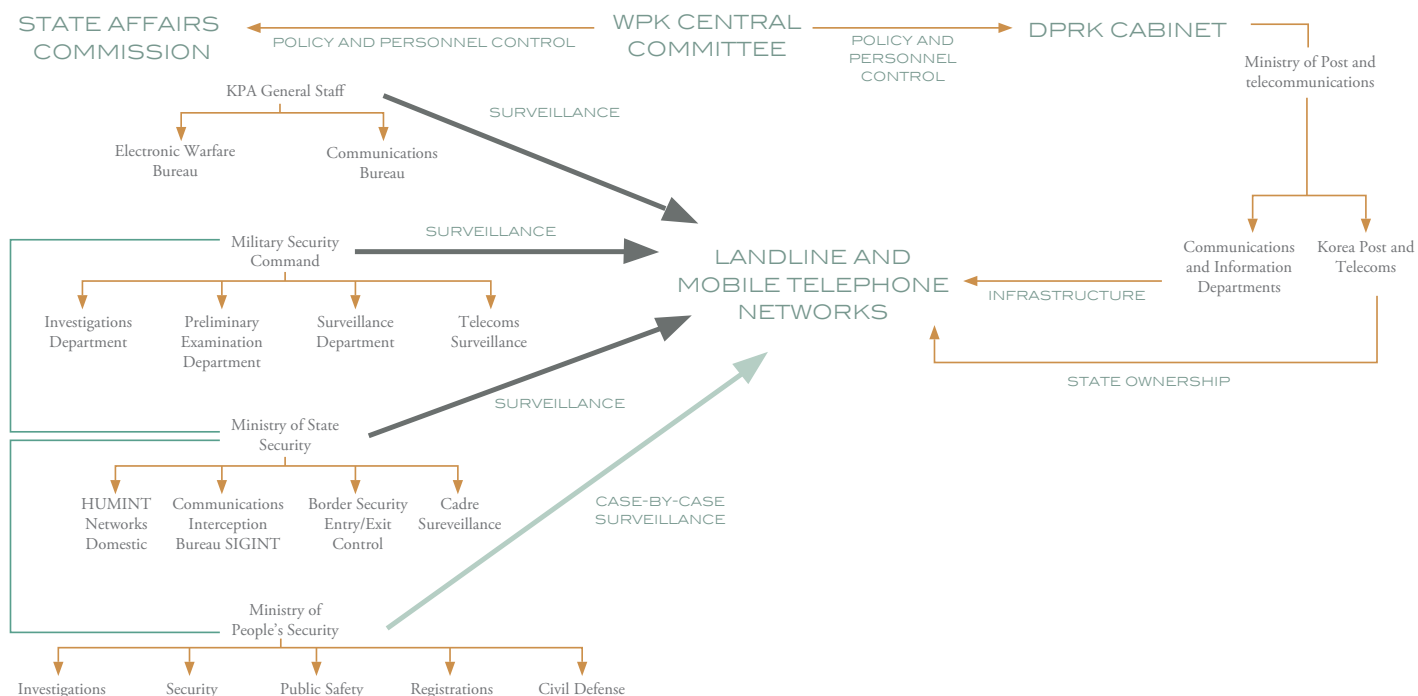 STATE AFFAIRS
COMMISSION
POLICY AND PERSONNEL CONTROL
WPK CENTRAL
COMMITTEE
POLICY AND
PERSONNEL
CONTROL
DPRK CABINET
Ministry of Post and
telecommunications
KPA General Staff
SURVEILLANCE
Electronic Warfare
Bureau
Communications
Bureau
Military Security
Command
SURVEILLANCE
Investigations
Department
Preliminary
Examination
Department
Surveillance
Department
Telecoms
Surveillance
LANDLINE AND
MOBILE TELEPHONE
NETWORKS
INFRASTRUCTURE
Communications
and Information
Departments
Korea Post and
Telecoms
STATE OWNERSHIP
Ministry of State
Security
SURVEILLANCE
HUMINT
Networks
Domestic
Communications
Interception
Bureau SIGINT
Border Security
Entry/Exit
Control
Cadre
Sureveillance
CASE-BY-CASE
SURVEILLANCE
Ministry of
People's Security
Investigations
Security
Public Safety
Registrations
Civil Defense